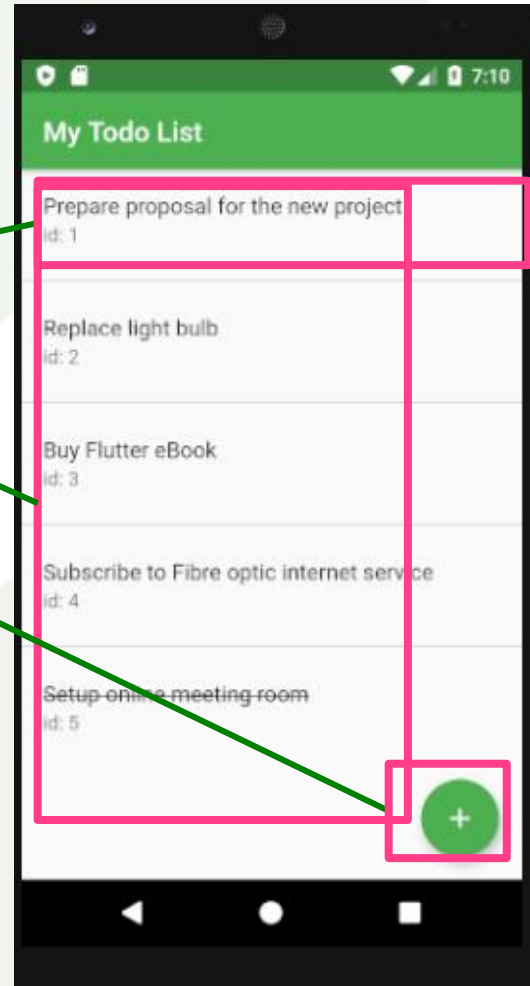 7:10
My Todo List
Prepare proposal for the new project
id: 1
Replace light bulb
id: 2
Buy Flutter eBook
id: 3
Subscribe to Fibre optic internet service
id: 4
Setup online meeting room
id: 5
+